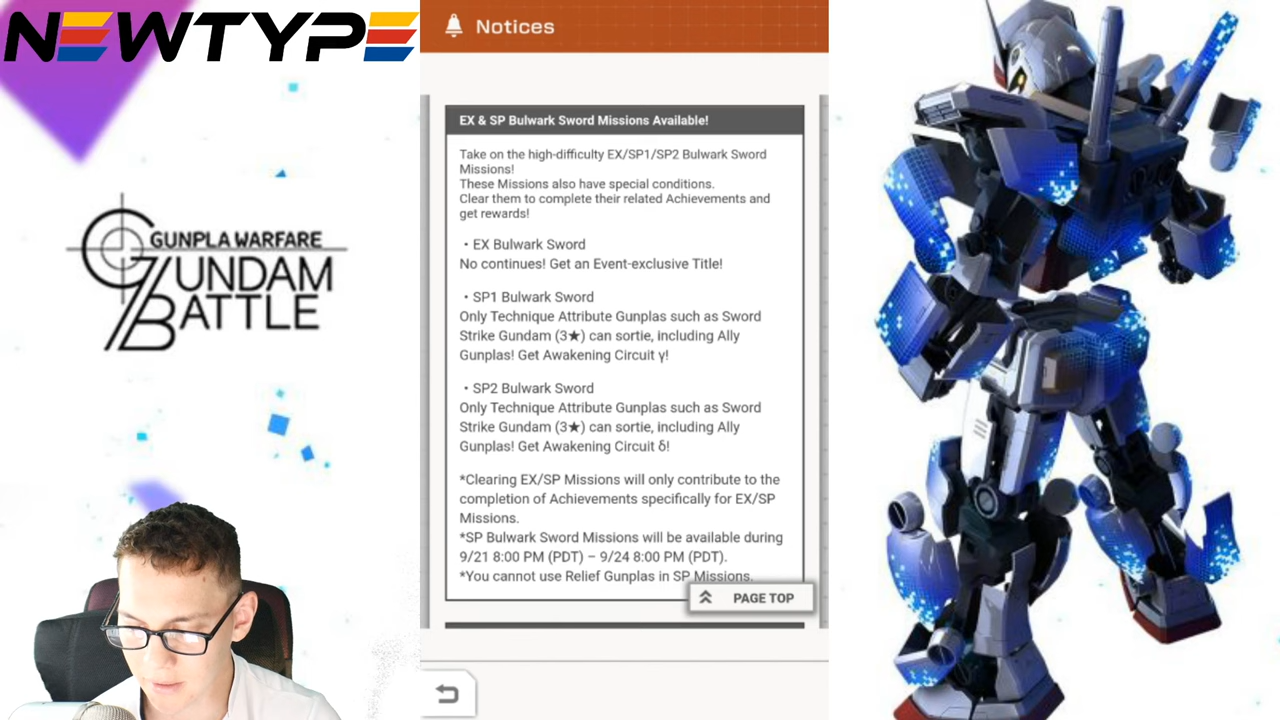 NEWTYPE
GUNPLA WARFARE
GUNDAM
BATTLE
Notices
EX & SP Bulwark Sword Missions Available!
Take on the high-difficulty EX/SP1/SP2 Bulwark Sword
Missions!
These Missions also have special conditions.
Clear them to complete their related Achievements and
get rewards!
・EX Bulwark Sword
No continues! Get an Event-exclusive Title!
・SP1 Bulwark Sword
Only Technique Attribute Gunplas such as Sword
Strike Gundam (3★) can sortie, including Ally
Gunplas! Get Awakening Circuit γ!
・SP2 Bulwark Sword
Only Technique Attribute Gunplas such as Sword
Strike Gundam (3★) can sortie, including Ally
Gunplas! Get Awakening Circuit δ!
*Clearing EX/SP Missions will only contribute to the
completion of Achievements specifically for EX/SP
Missions.
*SP Bulwark Sword Missions will be available during
9/21 8:00 PM (PDT) – 9/24 8:00 PM (PDT).
*You cannot use Relief Gunplas in SP Missions.
PAGE TOP